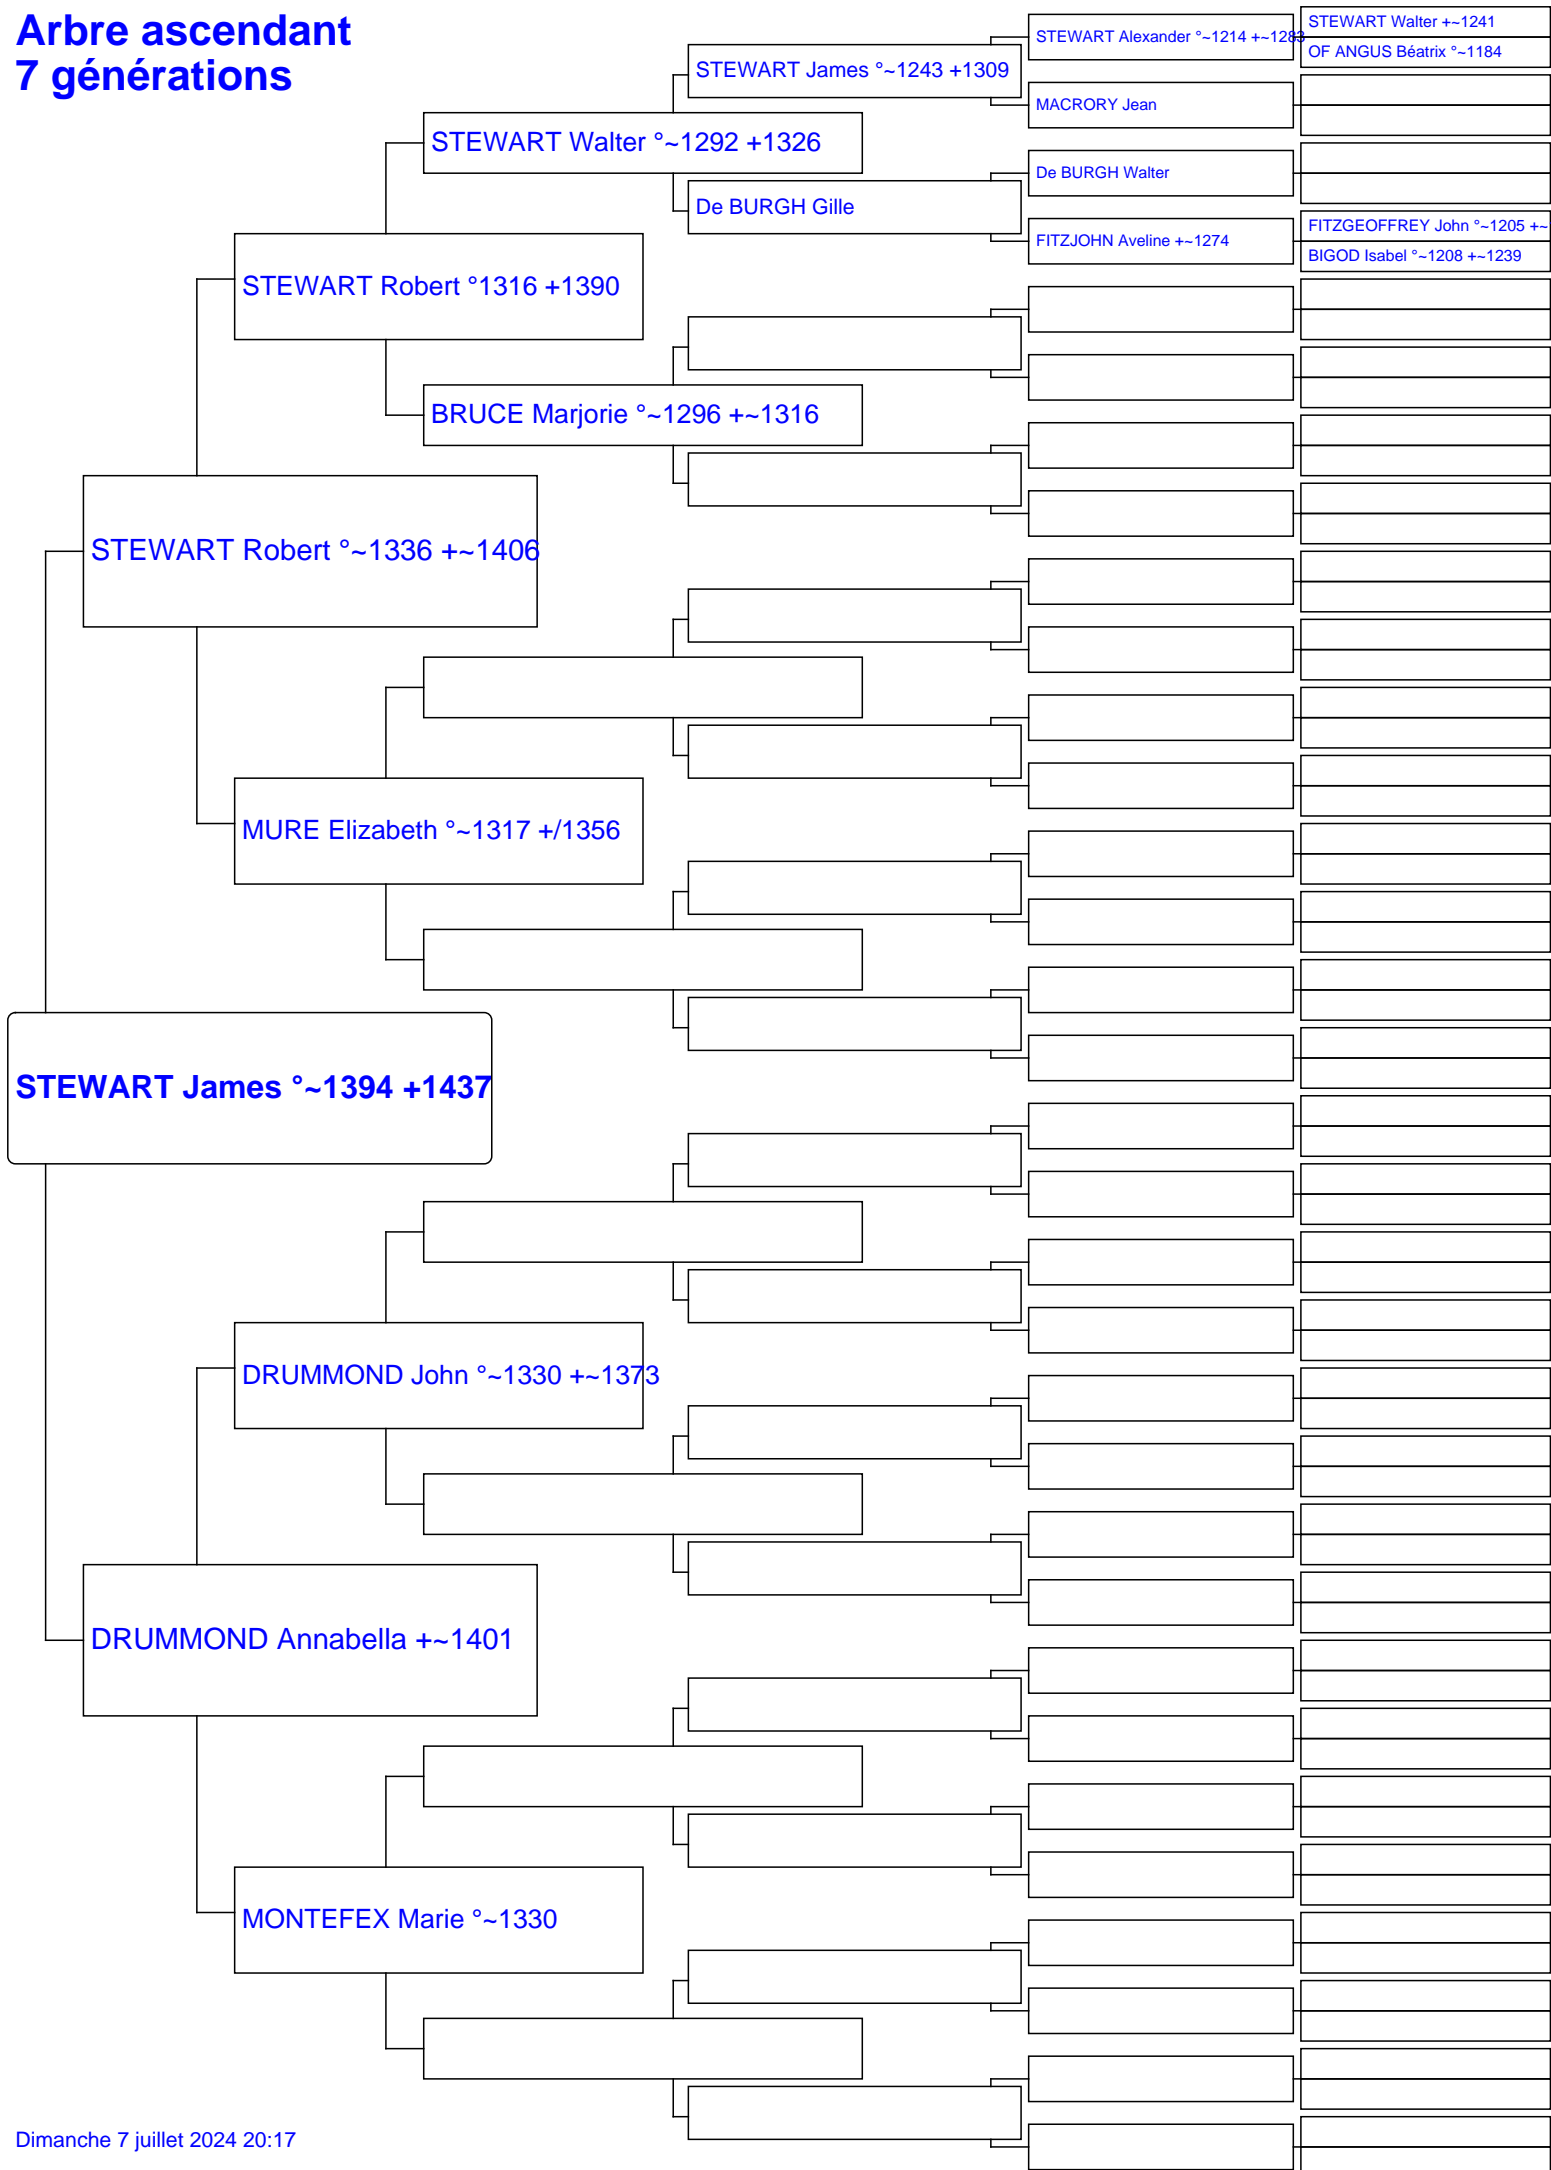 Arbre ascendant
7 générations
STEWART Walter +~1241
STEWART Alexander °~1214 +~1283
OF ANGUS Béatrix °~1184
STEWART James °~1243 +1309
MACRORY Jean
STEWART Walter °~1292 +1326
De BURGH Walter
De BURGH Gille
FITZGEOFFREY John °~1205 +~
FITZJOHN Aveline +~1274
BIGOD Isabel °~1208 +~1239
STEWART Robert °1316 +1390
BRUCE Marjorie °~1296 +~1316
STEWART Robert °~1336 +~1406
MURE Elizabeth °~1317 +/1356
STEWART James °~1394 +1437
DRUMMOND John °~1330 +~1373
DRUMMOND Annabella +~1401
MONTEFEX Marie °~1330
Dimanche 7 juillet 2024 20:17